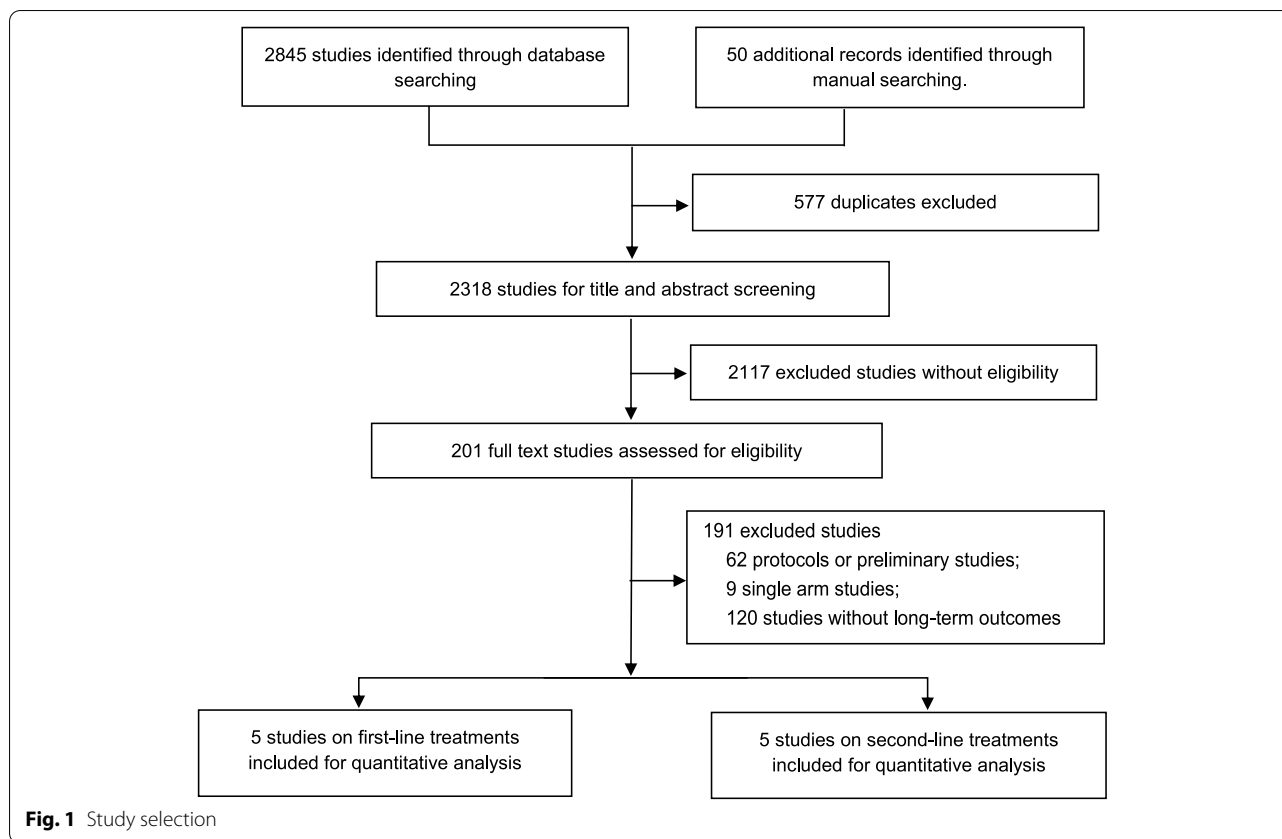 2845 studies identified through database
searching
50 additional records identified through
manual searching.
577 duplicates excluded
2318 studies for title and abstract screening
2117 excluded studies without eligibility
201 full text studies assessed for eligibility
191 excluded studies
62 protocols or preliminary studies;
9 single arm studies;
120 studies without long-term outcomes
5 studies on first-line treatments
included for quantitative analysis
5 studies on second-line treatments
included for quantitative analysis
Fig. 1 Study selection